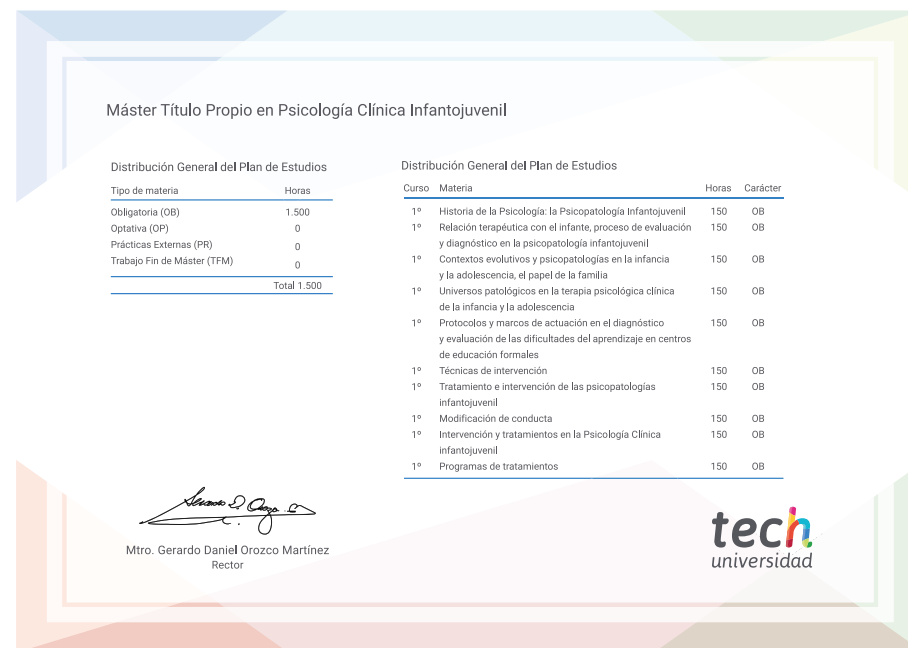 Máster Título Propio en Psicología Clínica Infantojuvenil
Distribución General del Plan de Estudios
Tipo de materia Horas
Obligatoria (OB) 1.500
Optativa (OP) 0
Prácticas Externas (PR) 0
Trabajo Fin de Máster (TFM) 0
Total 1.500
Distribución General del Plan de Estudios
Curso Materia Horas Carácter
1º Historia de la Psicología: la Psicopatología Infantojuvenil 150 OB
1º Relación terapéutica con el infante, proceso de evaluación 150 OB
y diagnóstico en la psicopatología infantojuvenil
1º Contextos evolutivos y psicopatologías en la infancia 150 OB
y la adolescencia, el papel de la familia
1º Universos patológicos en la terapia psicológica clínica 150 OB
de la infancia y la adolescencia
1º Protocolos y marcos de actuación en el diagnóstico 150 OB
y evaluación de las dificultades del aprendizaje en centros
de educación formales
1º Técnicas de intervención 150 OB
1º Tratamiento e intervención de las psicopatologías 150 OB
infantojuvenil
1º Modificación de conducta 150 OB
1º Intervención y tratamientos en la Psicología Clínica 150 OB
infantojuvenil
1º Programas de tratamientos 150 OB
Mtro. Gerardo Daniel Orozco Martínez
Rector
tech
universidad